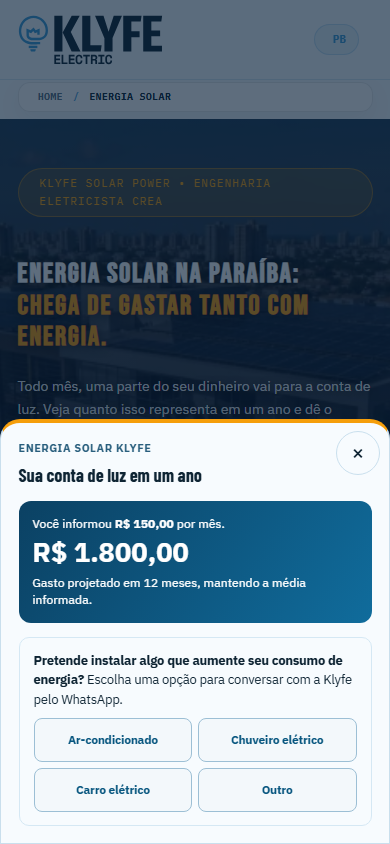 KLYFE
ELECTRIC
PB
HOME / ENERGIA SOLAR
KLYFE SOLAR POWER • ENGENHARIA
ELETRICISTA CREA
ENERGIA SOLAR NA PARAÍBA:
CHEGA DE GASTAR TANTO COM
ENERGIA.
Todo mês, uma parte do seu dinheiro vai para a conta de
luz. Veja quanto isso representa em um ano e dê o
ENERGIA SOLAR KLYFE
Sua conta de luz em um ano
×
Você informou R$ 150,00 por mês.
R$ 1.800,00
Gasto projetado em 12 meses, mantendo a média
informada.
Pretende instalar algo que aumente seu consumo de
energia? Escolha uma opção para conversar com a Klyfe
pelo WhatsApp.
Ar-condicionado
Chuveiro elétrico
Carro elétrico
Outro